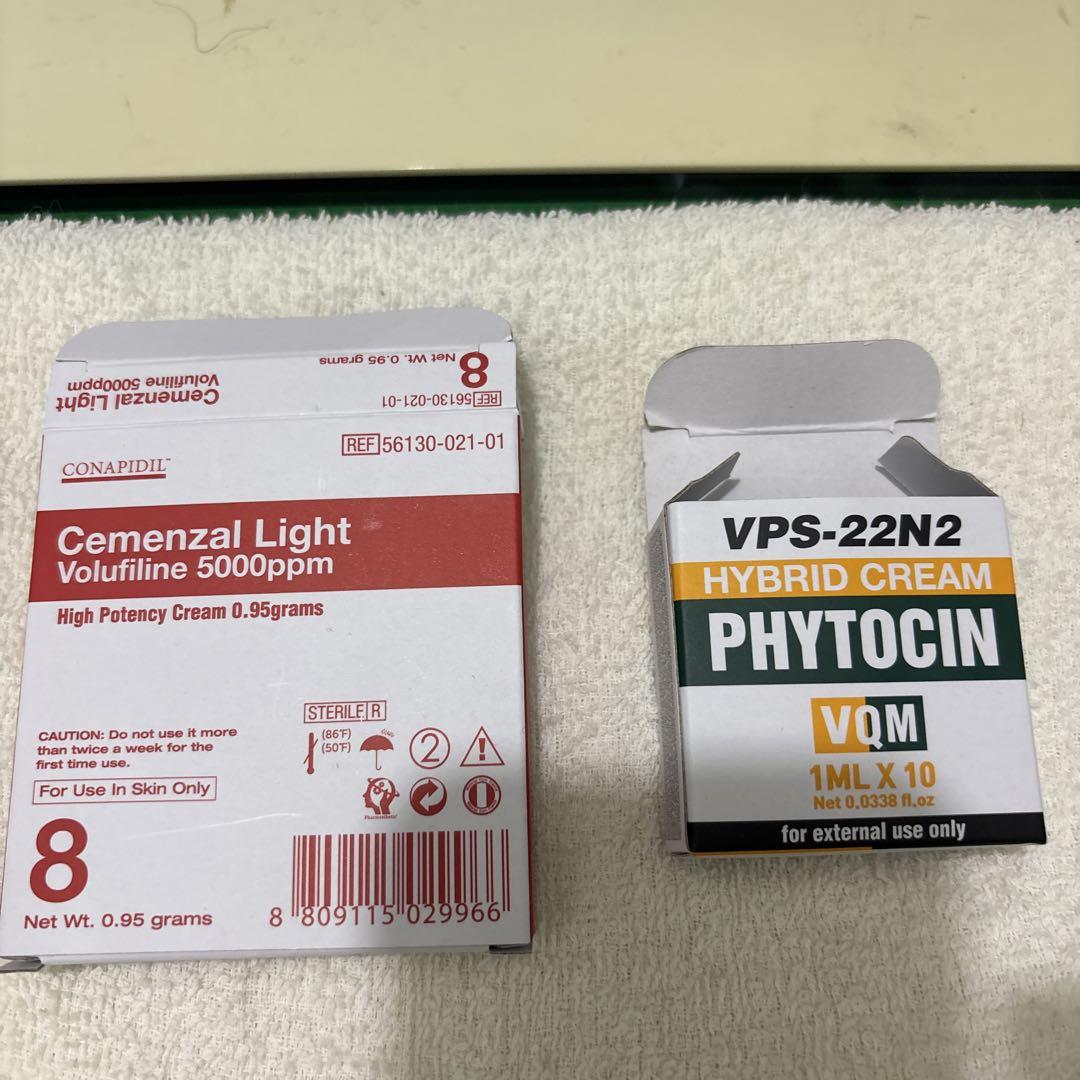 Cemenzal Light
Volufiline 5000ppm
8 Net Wt. 0.95 grams
REF 56130-021-01
CONAPIDIL™
REF 56130-021-01
Cemenzal Light
Volufiline 5000ppm
High Potency Cream 0.95grams
STERILE R
(86°F)
(50°F)
2
CAUTION: Do not use it more
than twice a week for the
first time use.
For Use In Skin Only
8
Net Wt. 0.95 grams
8 809115 029966
VPS-22N2
HYBRID CREAM
PHYTOCIN
VQM
1ML X 10
Net 0.0338 fl.oz
for external use only